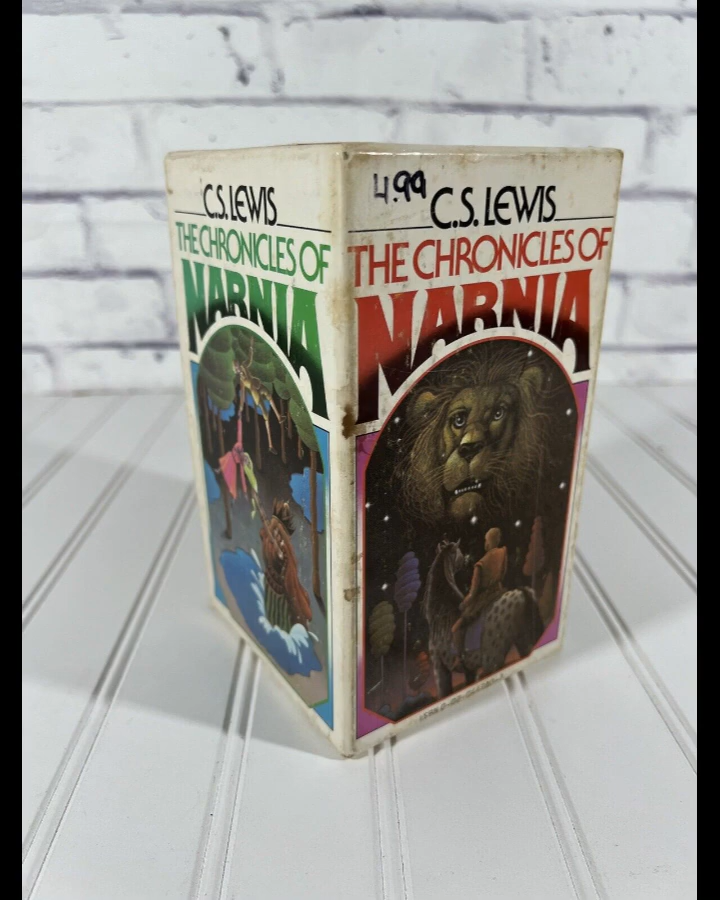 C.S. LEWIS
THE CHRONICLES OF
NARNIA
4.99
C.S. LEWIS
THE CHRONICLES OF
NARNIA